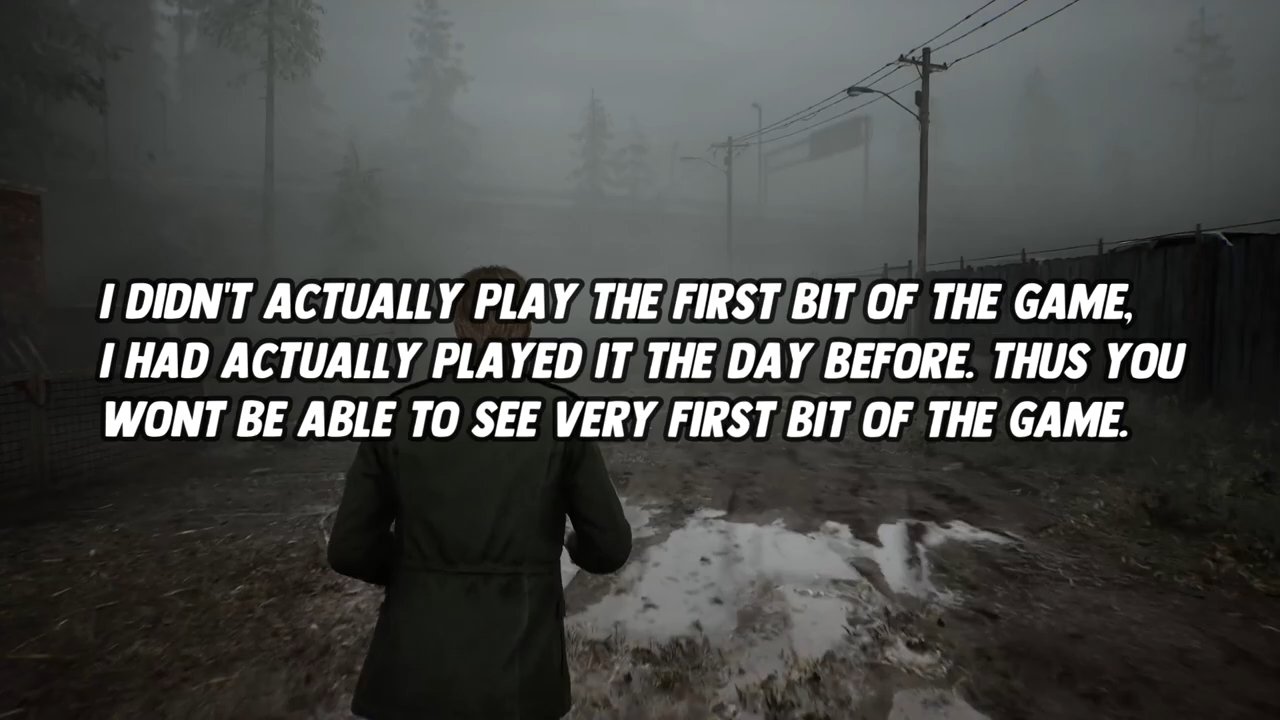 I DIDN'T ACTUALLY PLAY THE FIRST BIT OF THE GAME,
I HAD ACTUALLY PLAYED IT THE DAY BEFORE. THUS YOU
WONT BE ABLE TO SEE VERY FIRST BIT OF THE GAME.